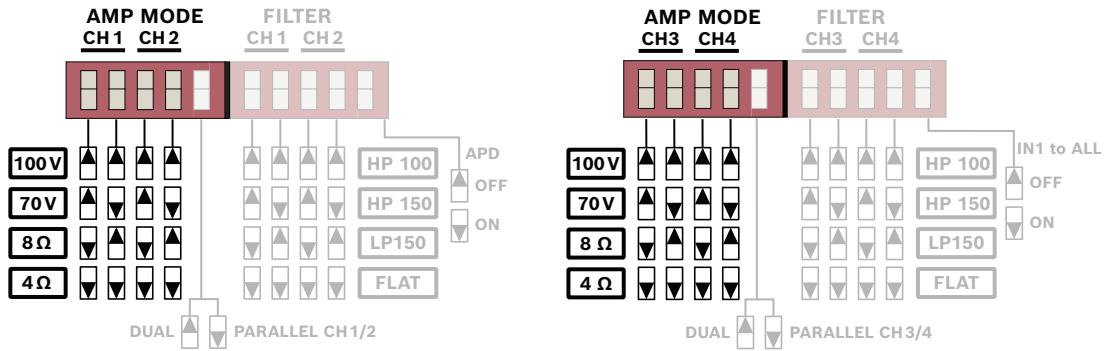 AMP MODE FILTER
CH 1 CH 2 CH 1 CH 2
100 V HP 100 APD
OFF
70 V HP 150
ON
8 Ω LP150
4 Ω FLAT
DUAL PARALLEL CH 1/2
AMP MODE FILTER
CH3 CH4 CH3 CH4
IN1 to ALL
100 V HP 100
OFF
70 V HP 150
ON
8 Ω LP150
4 Ω FLAT
DUAL PARALLEL CH 3/4